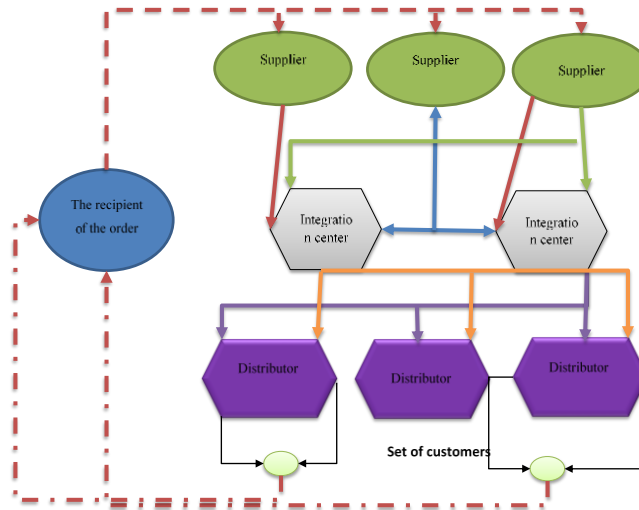 Supplier
Supplier
Supplier
The recipient
of the order
Integratio
n center
Integratio
n center
Distributor
Distributor
Distributor
Set of customers